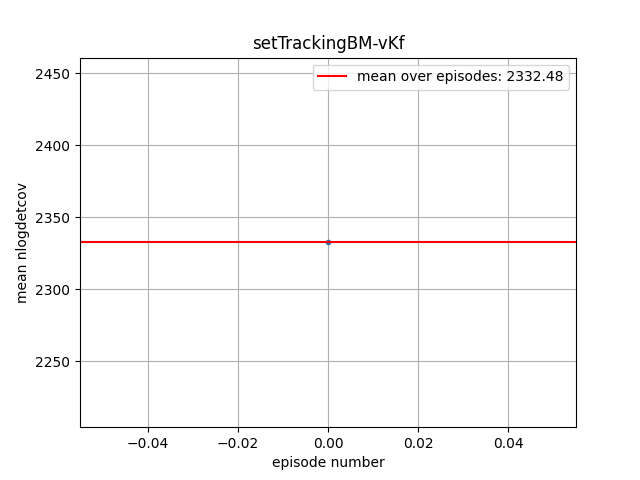 setTrackingBM-vKf
mean over episodes: 2332.48
mean nlogdetcov
2450
2400
2350
2300
2250
−0.04
−0.02
0.00
0.02
0.04
episode number